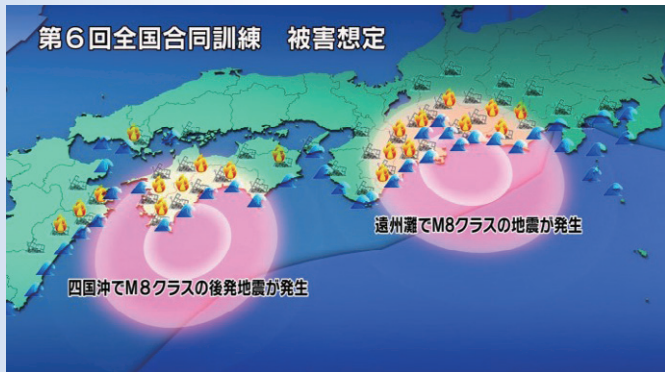 第６回全国合同訓練　被害想定
遠州灘でM8クラスの地震が発生
四国沖でM８クラスの後発地震が発生